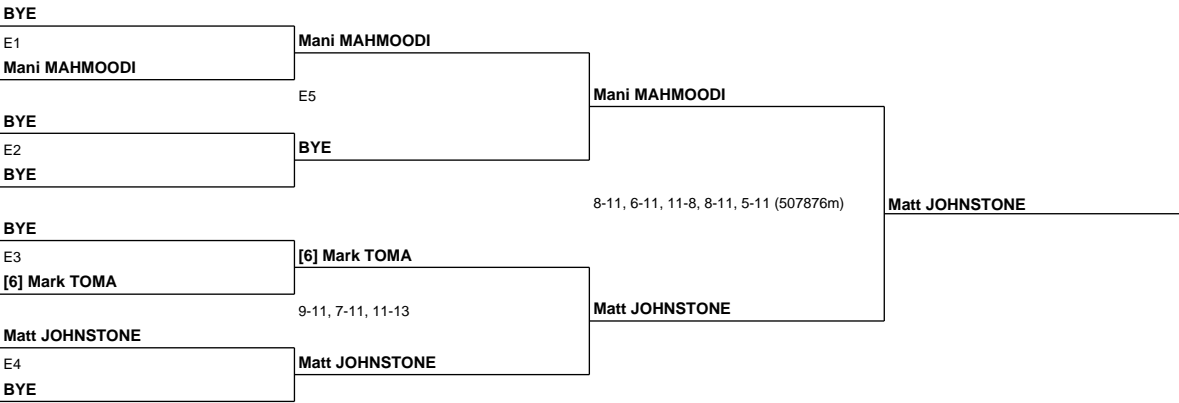 BYE
E1
Mani MAHMOODI
Mani MAHMOODI
E5
Mani MAHMOODI
BYE
E2
BYE
BYE
8-11, 6-11, 11-8, 8-11, 5-11 (507876m)
Matt JOHNSTONE
BYE
E3
[6] Mark TOMA
[6] Mark TOMA
9-11, 7-11, 11-13
Matt JOHNSTONE
Matt JOHNSTONE
E4
BYE
Matt JOHNSTONE